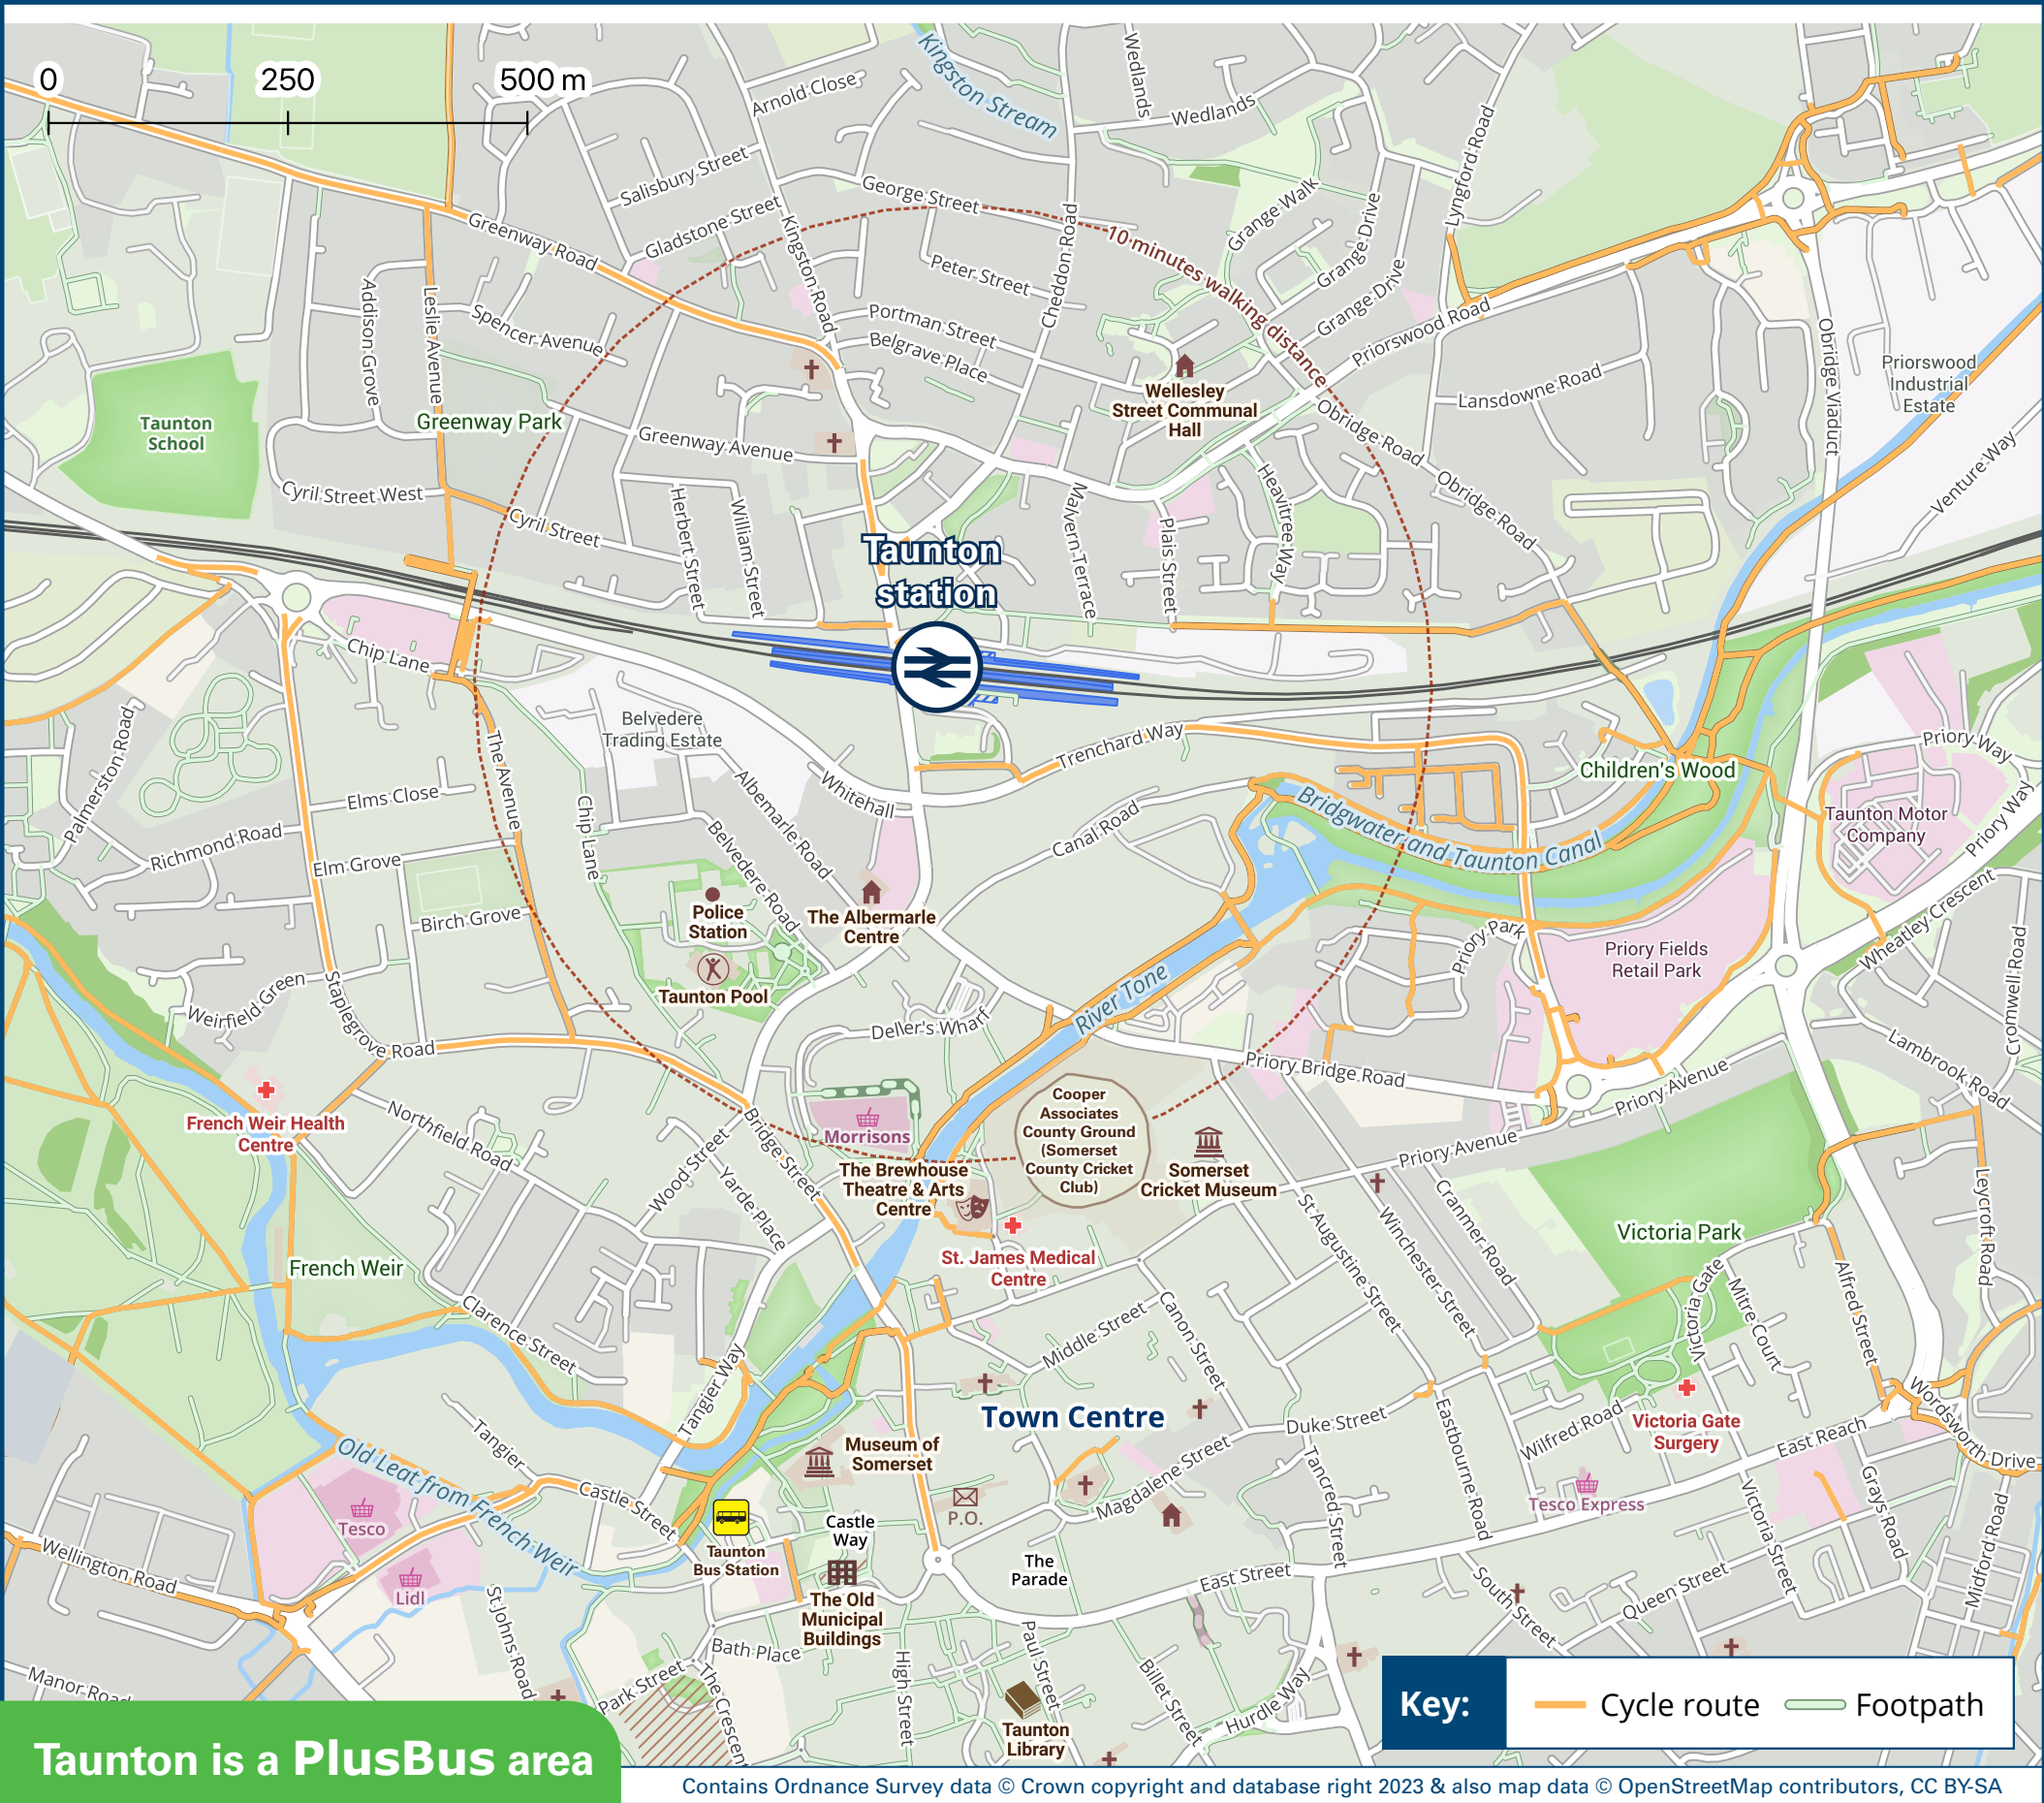 0 250 500 m
Kingston Stream
Wedlands
Wedlands
Arnold Close
Salisbury Street
Gladstone Street
George Street
Kingston Road
Greenway Road
Peter Street
Cheddon Road
Grange Walk
Grange Drive
Grange Drive
Lyngford Road
10 minutes walking distance
Portman Street
Belgrave Place
Priorswood Road
Addison Grove
Leslie Avenue
Spencer Avenue
Greenway Park
Greenway Avenue
Taunton
School
Wellesley
Street Communal
Hall
Lansdowne Road
Obridge Viaduct
Priorswood
Industrial
Estate
Venture Way
Obridge Road
Obridge Road
Cyril Street West
Cyril Street
Herbert Street
William Street
Malvern Terrace
Plais Street
Heavitree Way
Taunton
station
Chip Lane
Belvedere
Trading Estate
The Avenue
Palmerston Road
Elms Close
Richmond Road
Elm Grove
Birch Grove
Chip Lane
Albemarle Road
Whitehall
Belvedere Road
Trenchard Way
Canal Road
Bridgwater and Taunton Canal
Children's Wood
Priory Way
Priory Way
Taunton Motor
Company
Wheatley Crescent
Police
Station
The Albermarle
Centre
Taunton Pool
Weirfield Green
Staplegrove Road
Deller's Wharf
River Tone
Priory Park
Priory Fields
Retail Park
Cromwell Road
Lambrook Road
Priory Bridge Road
Priory Avenue
Priory Avenue
French Weir Health
Centre
Northfield Road
Wood Street
Bridge Street
Yarde Place
Morrisons
The Brewhouse
Theatre & Arts
Centre
Cooper
Associates
County Ground
(Somerset
County Cricket
Club)
Somerset
Cricket Museum
St. James Medical
Centre
St Augustine Street
Winchester Street
Cranmer Road
Victoria Park
Leycroft Road
Alfred Street
Victoria Gate
Mitre Court
French Weir
Clarence Street
Tangier Way
Middle Street
Canon Street
Town Centre
Duke Street
Eastbourne Road
Wilfred Road
Victoria Gate
Surgery
East Reach
Wordsworth Drive
Tangier
Old Leat from French Weir
Castle Street
Museum of
Somerset
P.O.
Magdalene Street
Tancred Street
Tesco Express
Victoria Street
Grays Road
Midford Road
Tesco
Lidl
Wellington Road
Taunton
Bus Station
Castle
Way
The Old
Municipal
Buildings
The
Parade
East Street
South Street
Queen Street
St Johns Road
Bath Place
Park Street
The Crescent
High Street
Paul Street
Billet Street
Hurdle Way
Taunton
Library
Manor Road
Key: Cycle route Footpath
Taunton is a PlusBus area
Contains Ordnance Survey data © Crown copyright and database right 2023 & also map data © OpenStreetMap contributors, CC BY-SA